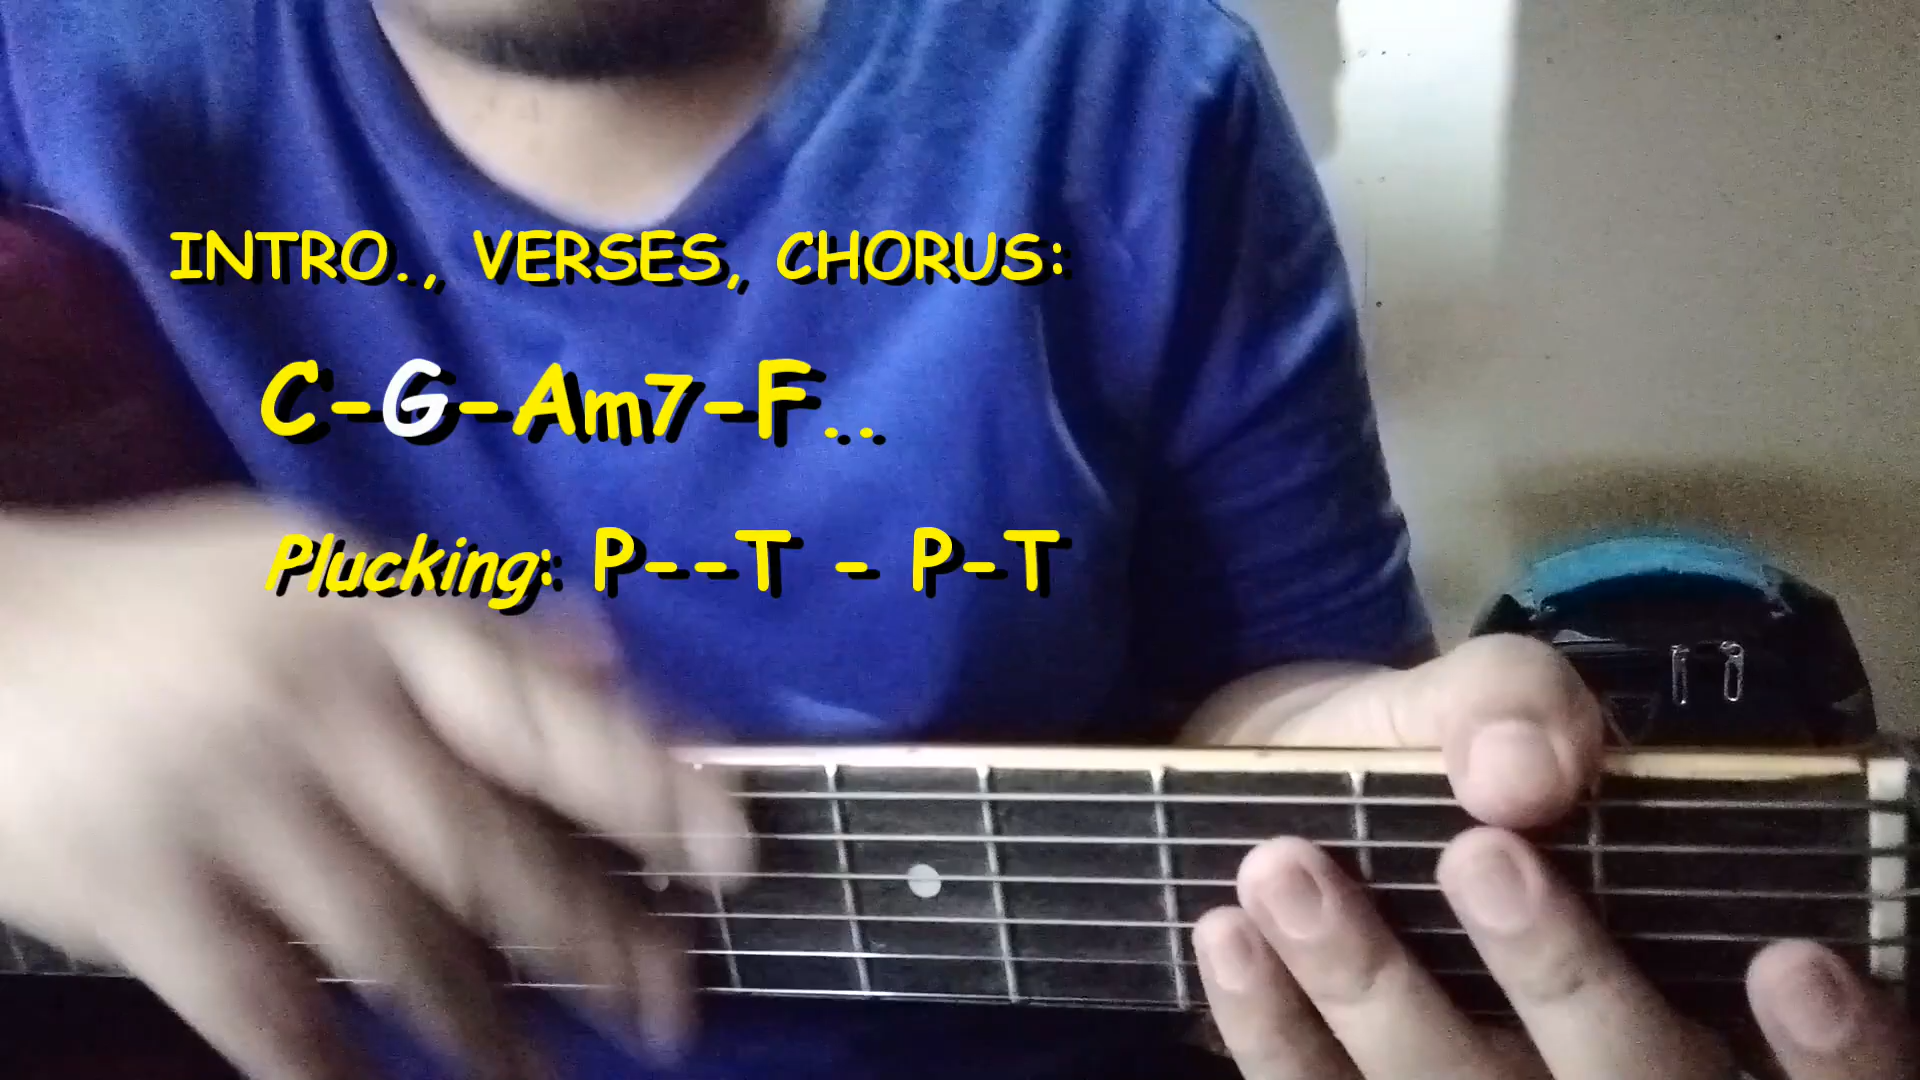 INTRO., VERSES, CHORUS:
C-G-Am7-F..
Plucking: P--T - P-T